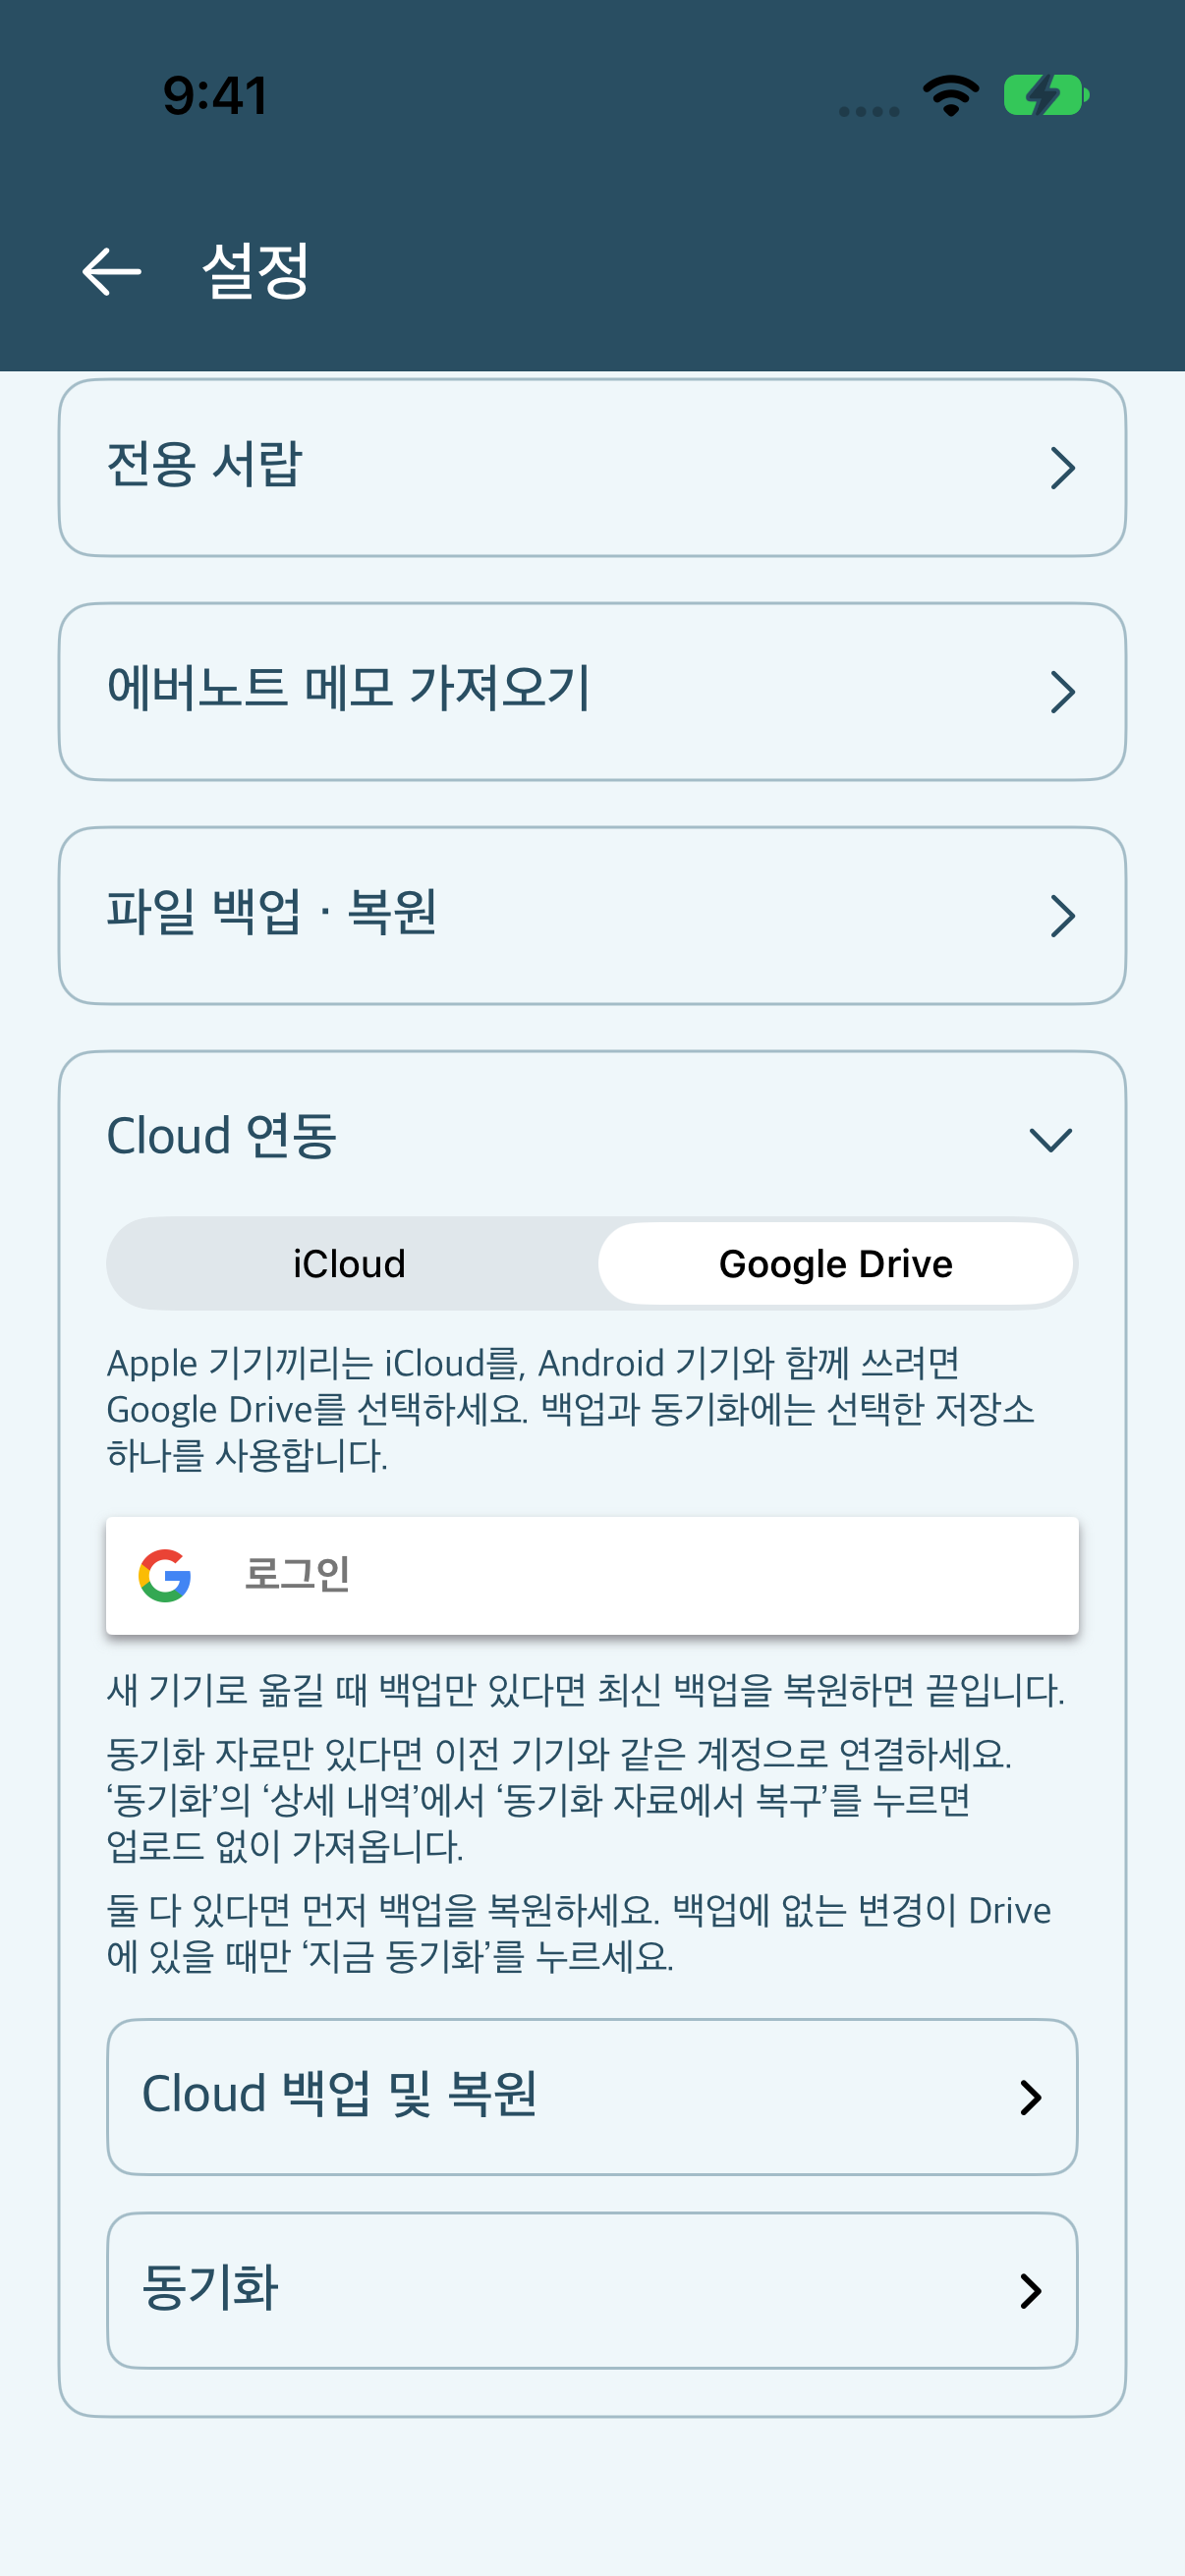 9:41
설정
전용 서랍
에버노트 메모 가져오기
파일 백업 · 복원
Cloud 연동
iCloud
Google Drive
Apple 기기끼리는 iCloud를, Android 기기와 함께 쓰려면
Google Drive를 선택하세요. 백업과 동기화에는 선택한 저장소
하나를 사용합니다.
로그인
새 기기로 옮길 때 백업만 있다면 최신 백업을 복원하면 끝입니다.
동기화 자료만 있다면 이전 기기와 같은 계정으로 연결하세요.
‘동기화’의 ‘상세 내역’에서 ‘동기화 자료에서 복구’를 누르면
업로드 없이 가져옵니다.
둘 다 있다면 먼저 백업을 복원하세요. 백업에 없는 변경이 Drive
에 있을 때만 ‘지금 동기화’를 누르세요.
Cloud 백업 및 복원
동기화